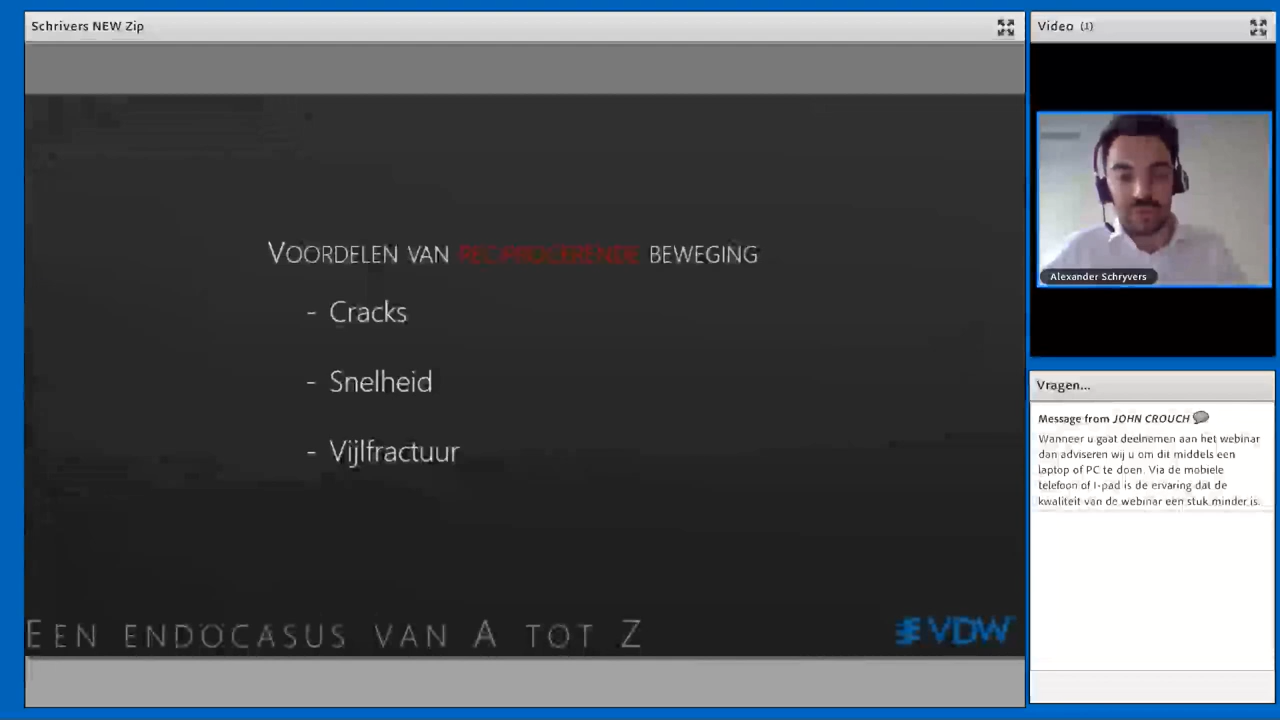 Schrivers NEW Zip
VOORDELEN VAN RECIPROCERENDE BEWEGING
- Cracks
- Snelheid
- Vijlfractuur
EEN ENDOCASUS VAN A TOT Z
VDW
Video (1)
Alexander Schryvers
Vragen...
Message from JOHN CROUCH
Wanneer u gaat deelnemen aan het webinar
dan adviseren wij u om dit middels een
laptop of PC te doen. Via de mobiele
telefoon of I-pad is de ervaring dat de
kwaliteit van de webinar een stuk minder is.